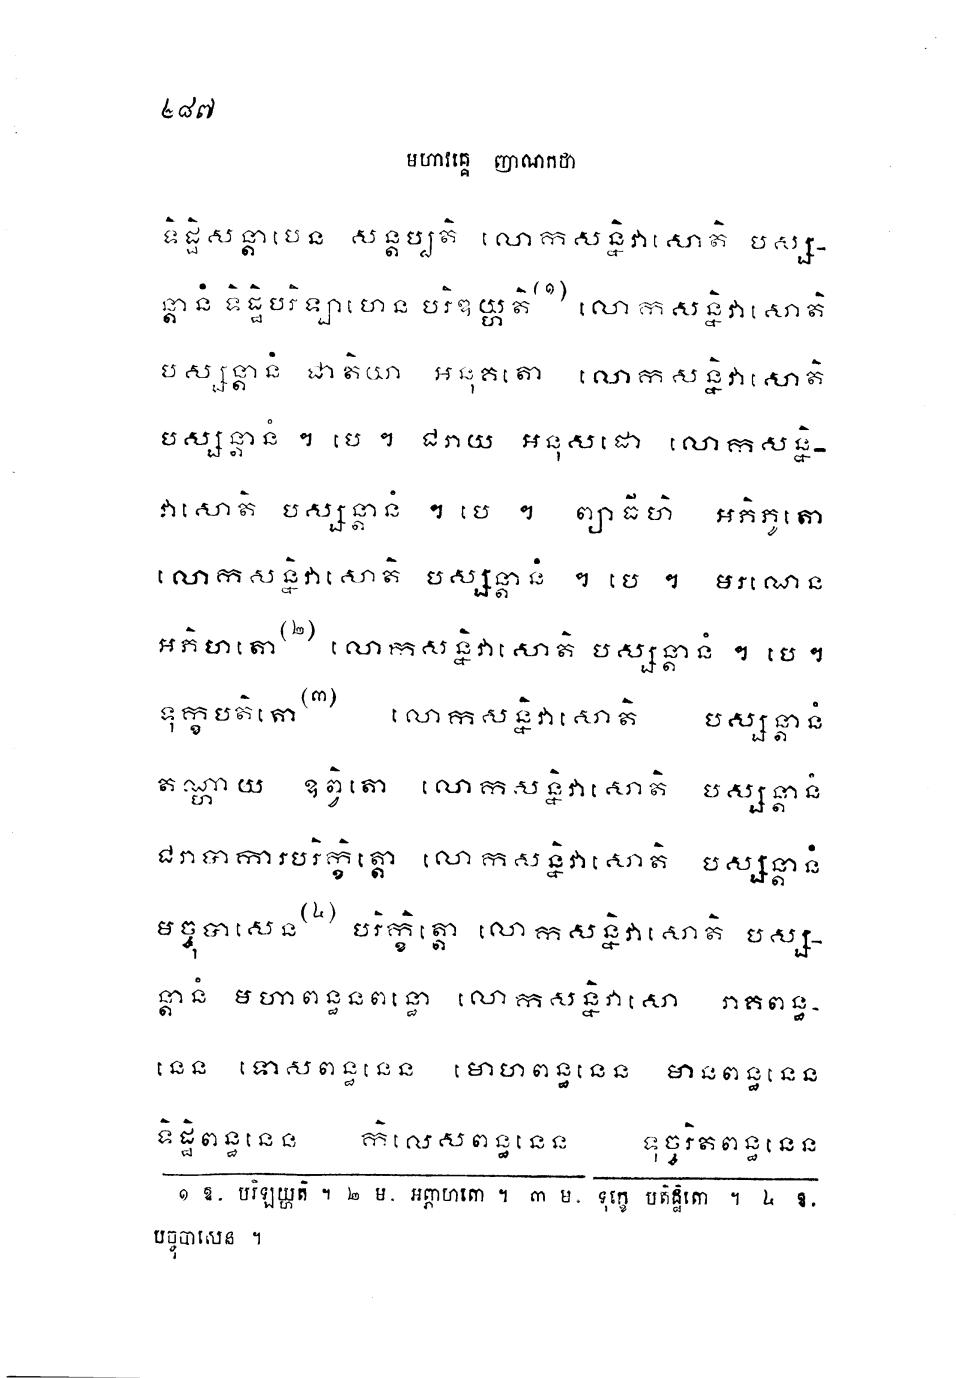 ៤៨៧
មហាវគ្គេ ញាណកថា
ទិដ្ឋិសន្តាបេន សន្តប្បតិ លោកសន្និវាសោតិ បស្ស-
ន្តានំ ទិដ្ឋិបរិឡាហេន បរិឌយ្ហតិ(១) លោកសន្និវាសោតិ
បស្សន្តានំ ជាតិយា អនុគតោ លោកសន្និវាសោតិ
បស្សន្តានំ ។ បេ ។ ជរាយ អនុសដោ លោកសន្និ-
វាសោតិ បស្សន្តានំ ។ បេ ។ ព្យាធីហិ អភិភូតោ
លោកសន្និវាសោតិ បស្សន្តានំ ។ បេ ។ មរណេន
អភិហតោ(២) លោកសន្និវាសោតិ បស្សន្តានំ ។ បេ ។
ទុក្ខបតិតោ(៣) លោកសន្និវាសោតិ បស្សន្តានំ
តណ្ហាយ ឧឌ្ឌិតោ លោកសន្និវាសោតិ បស្សន្តានំ
ជរាបាការបរិក្ខិត្តោ លោកសន្និវាសោតិ បស្សន្តានំ
មច្ចុបាសេន(៤) បរិក្ខិត្តោ លោកសន្និវាសោតិ បស្ស-
ន្តានំ មហាពន្ធនពន្ធោ លោកសន្និវាសោ រាគពន្ធ-
នេន ទោសពន្ធនេន មោហពន្ធនេន មានពន្ធនេន
ទិដ្ឋិពន្ធនេន កិលេសពន្ធនេន ទុច្ចរិតពន្ធនេន
១ ឱ. បរិឡយ្ហតិ ។ ២ ម. អព្ភាហតោ ។ ៣ ម. ទុក្ខេ បតិដ្ឋិតោ ។ ៤ ឱ.
បច្ចុបាសេន ។